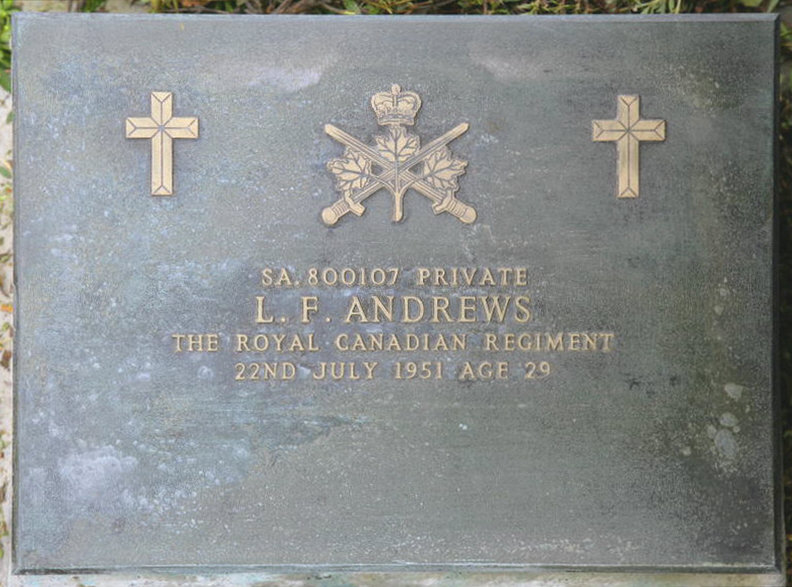 SA. 800107 PRIVATE
L. F. ANDREWS
THE ROYAL CANADIAN REGIMENT
22ND JULY 1951 AGE 29